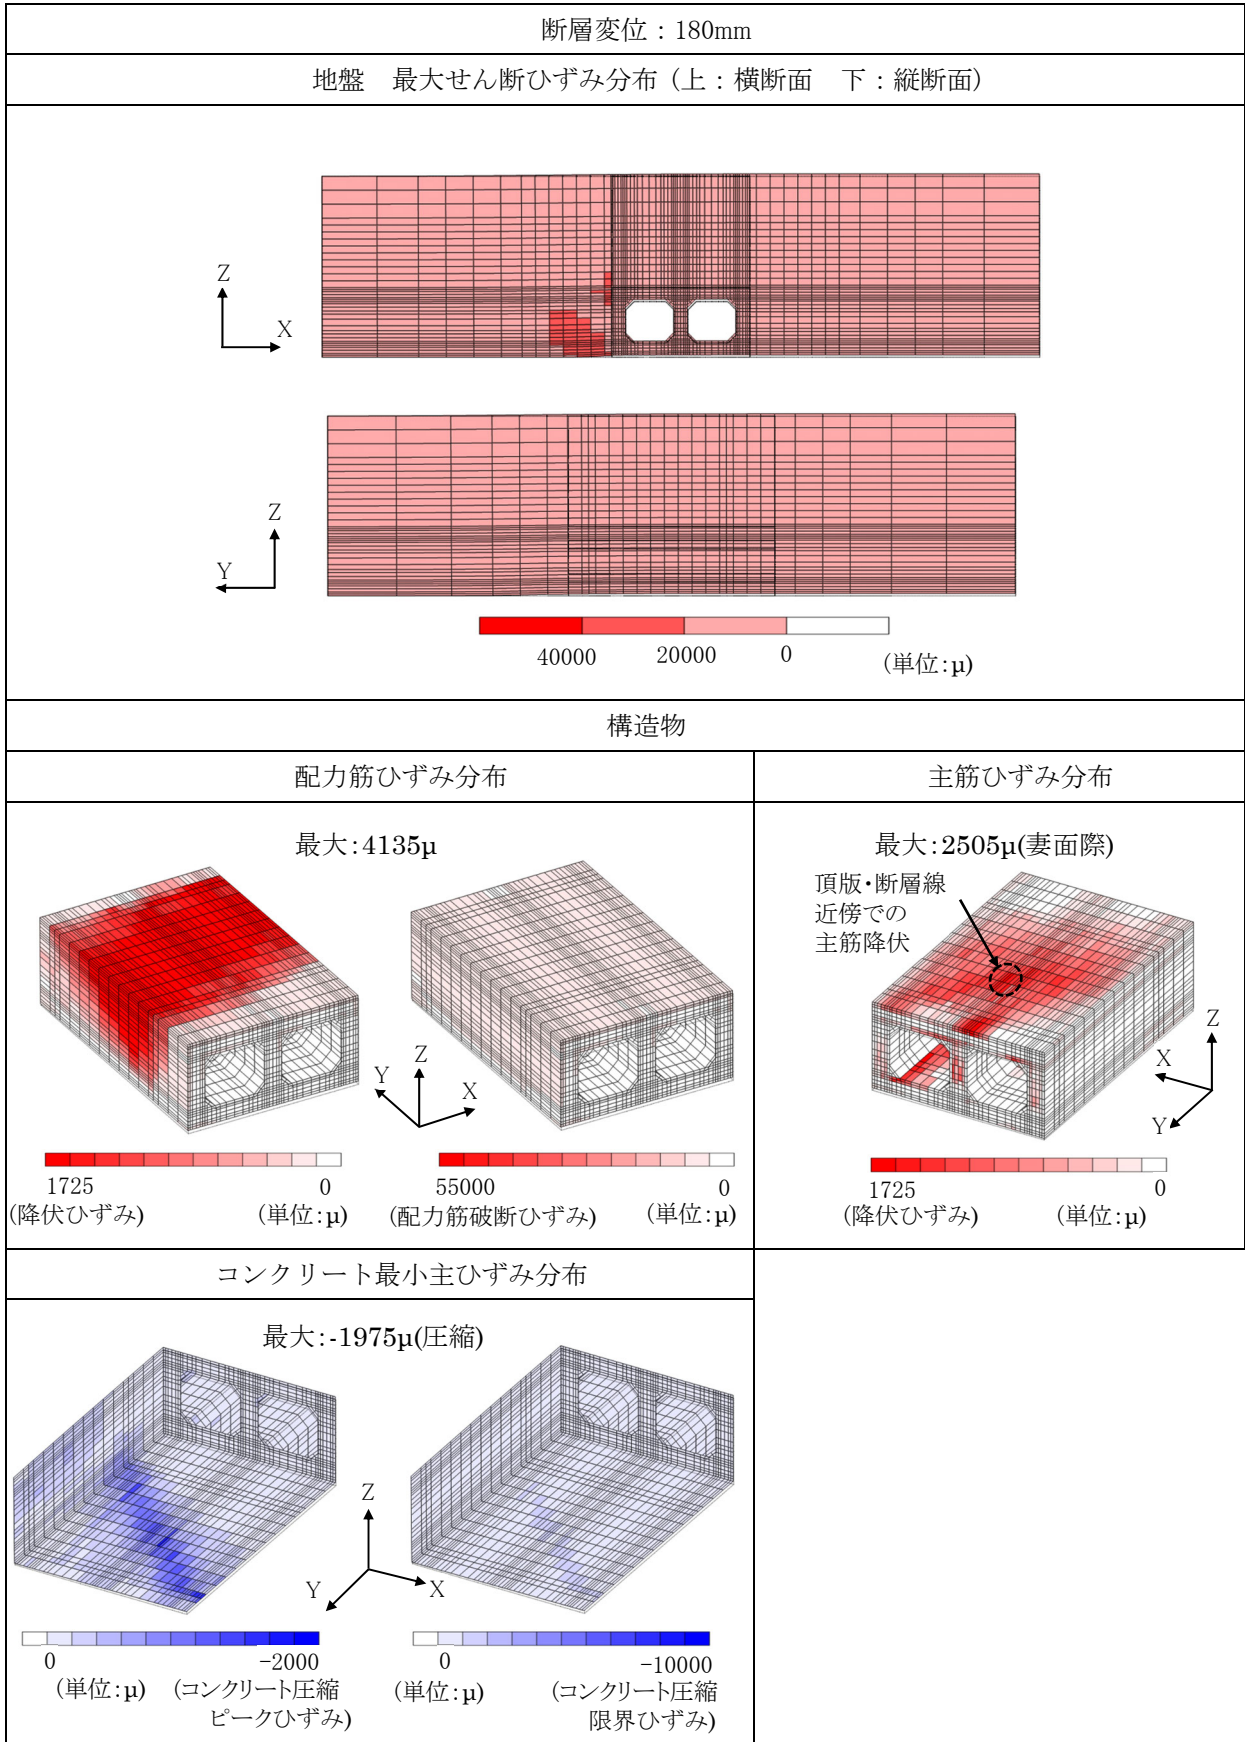 断層変位：180mm
地盤　最大せん断ひずみ分布（上：横断面　下：縦断面）
Z
X
Z
Y
40000 20000 0
(単位:μ)
構造物
配力筋ひずみ分布
主筋ひずみ分布
最大:4135μ
Y Z X
1725 0
(降伏ひずみ) (単位:μ)
55000 0
(配力筋破断ひずみ) (単位:μ)
最大:2505μ(妻面際)
頂版・断層線
近傍での
主筋降伏
Z
X
Y
1725 0
(降伏ひずみ) (単位:μ)
コンクリート最小主ひずみ分布
最大:-1975μ(圧縮)
Z
Y X
0 -2000
(単位:μ) (コンクリート圧縮
ピークひずみ)
0 -10000
(単位:μ) (コンクリート圧縮
限界ひずみ)